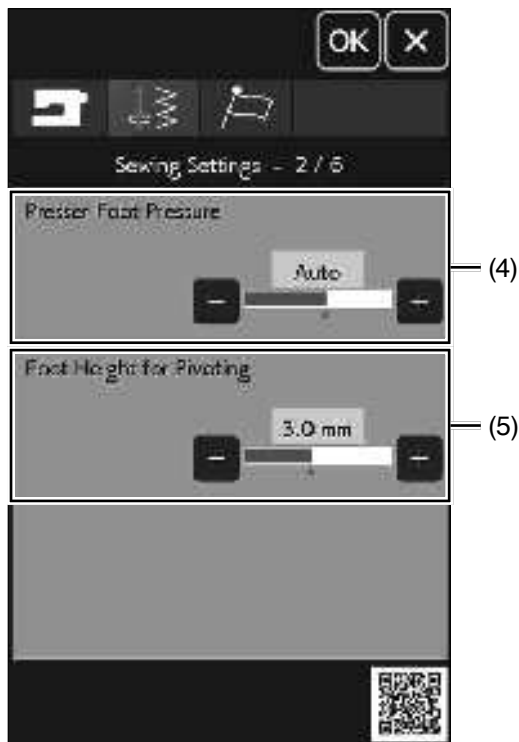 OK X
Sewing Settings - 2 / 6
Presser Foot Pressure
Auto
(4)
Foot Height for Pivoting
3.0 mm
(5)